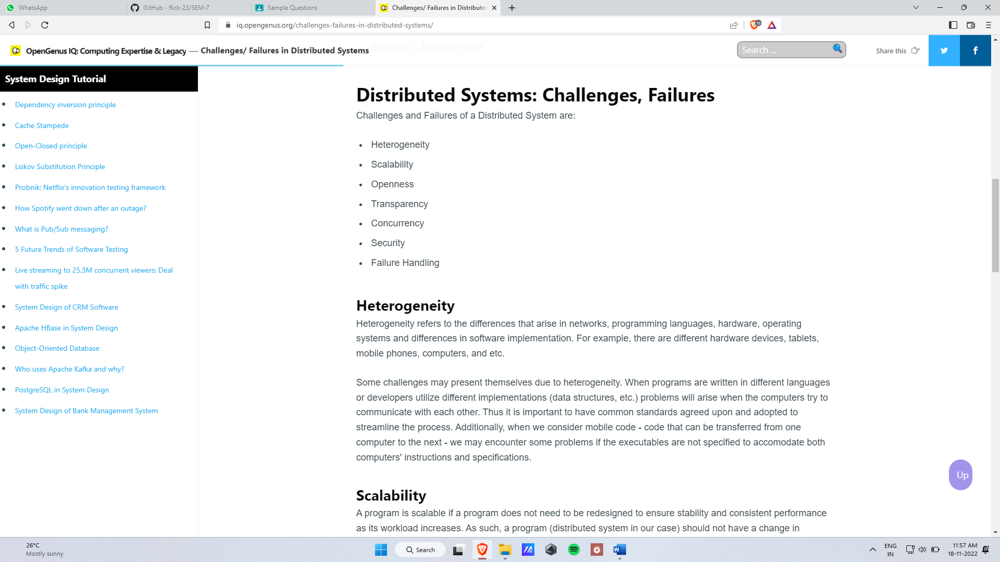 WhatsApp
GitHub - flick-23/SEM-7
Sample Questions
Challenges/ Failures in Distribute
iq.opengenus.org/challenges-failures-in-distributed-systems/
10
OpenGenus IQ: Computing Expertise & Legacy — Challenges/ Failures in Distributed Systems
Scalability - Easier to scale
Search ...
Share this
System Design Tutorial
Dependency inversion principle
Cache Stampede
Open-Closed principle
Liskov Substitution Principle
Probnik: Netflix's innovation testing framework
How Spotify went down after an outage?
What is Pub/Sub messaging?
5 Future Trends of Software Testing
Live streaming to 25.3M concurrent viewers: Deal
with traffic spike
System Design of CRM Software
Apache HBase in System Design
Object-Oriented Database
Who uses Apache Kafka and why?
PostgreSQL in System Design
System Design of Bank Management System
Distributed Systems: Challenges, Failures
Challenges and Failures of a Distributed System are:
Heterogeneity
Scalability
Openness
Transparency
Concurrency
Security
Failure Handling
Heterogeneity
Heterogeneity refers to the differences that arise in networks, programming languages, hardware, operating
systems and differences in software implementation. For example, there are different hardware devices, tablets,
mobile phones, computers, and etc.
Some challenges may present themselves due to heterogeneity. When programs are written in different languages
or developers utilize different implementations (data structures, etc.) problems will arise when the computers try to
communicate with each other. Thus it is important to have common standards agreed upon and adopted to
streamline the process. Additionally, when we consider mobile code - code that can be transferred from one
computer to the next - we may encounter some problems if the executables are not specified to accomodate both
computers' instructions and specifications.
Scalability
A program is scalable if a program does not need to be redesigned to ensure stability and consistent performance
as its workload increases. As such, a program (distributed system in our case) should not have a change in
Up
26°C
Mostly sunny
Search
ENG
IN
11:57 AM
18-11-2022